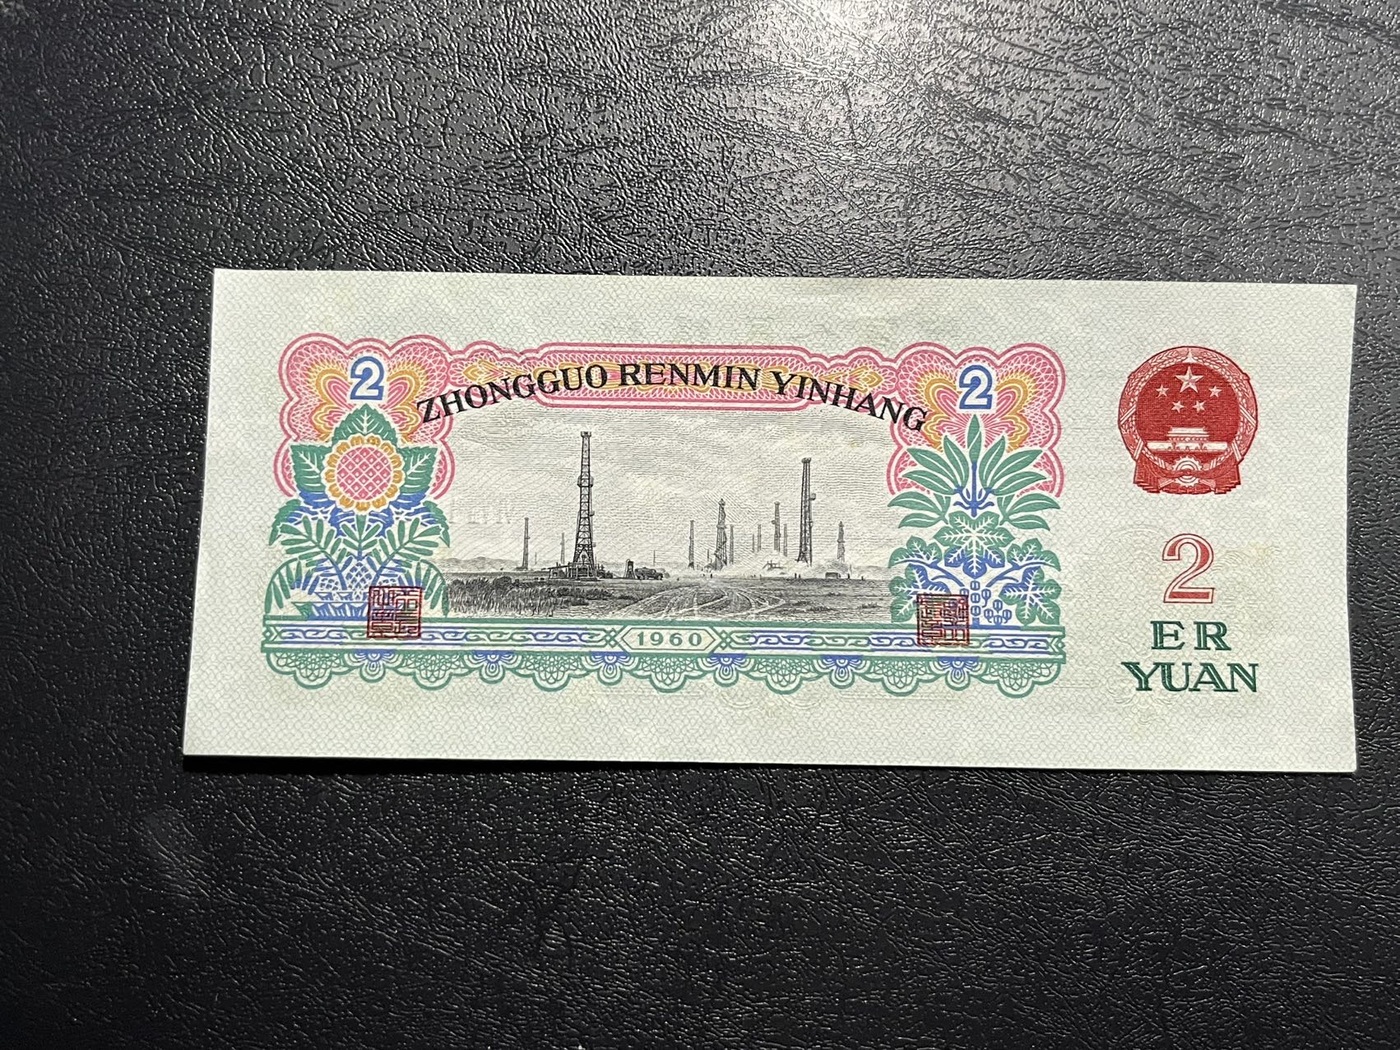 2
ZHONGGUO RENMIN YINHANG
2
1960
2
ER
YUAN